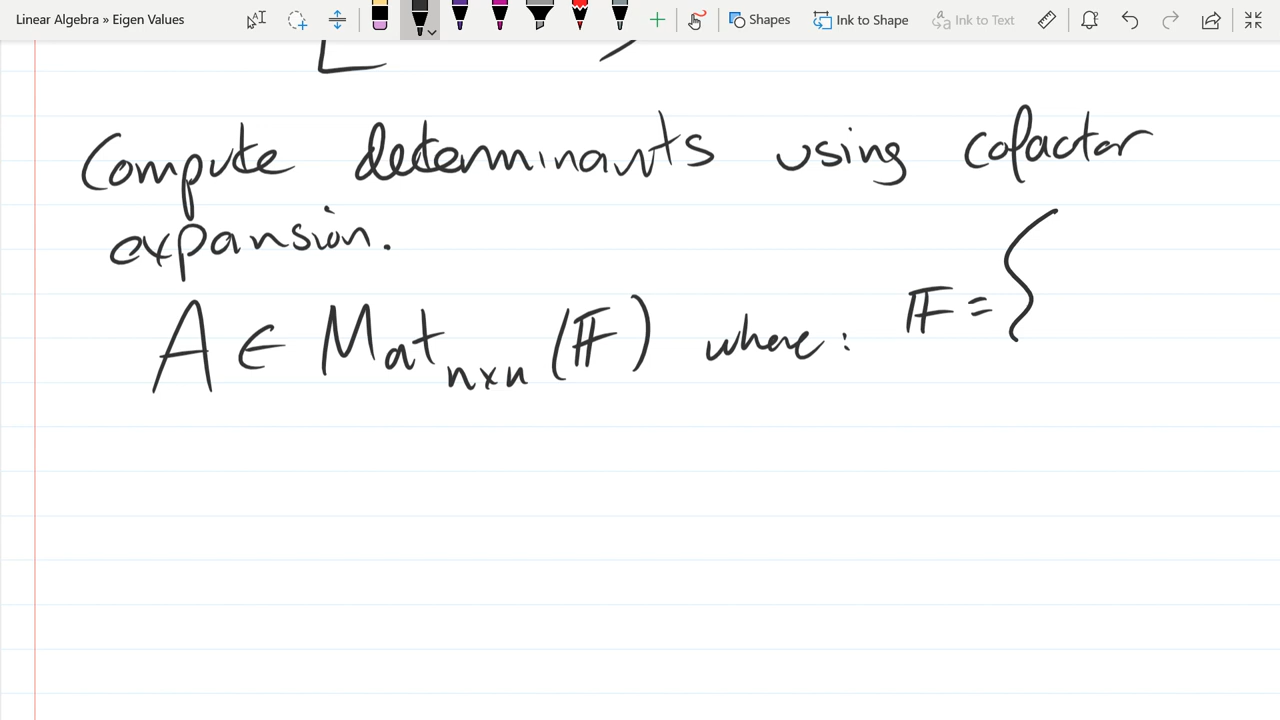 Linear Algebra » Eigen Values
Shapes
Ink to Shape
Ink to Text
Compute determinants using cofactor
expansion.
A ∈ Mat_{n×n} (𝔽) where: 𝔽 = {